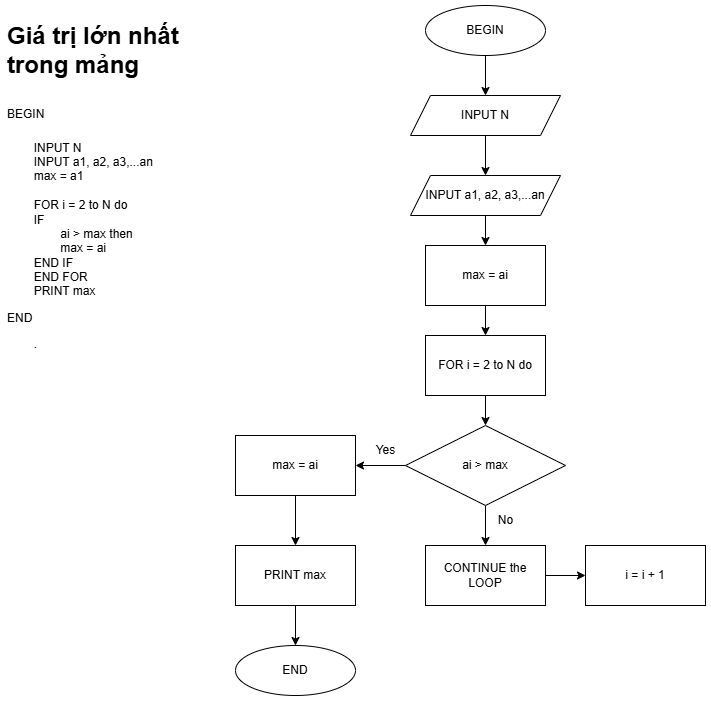 Giá trị lớn nhất
trong mảng
BEGIN
INPUT N
INPUT a1, a2, a3,...an
max = a1
FOR i = 2 to N do
IF
ai > max then
max = ai
END IF
END FOR
PRINT max
END
.
BEGIN
INPUT N
INPUT a1, a2, a3,...an
max = ai
FOR i = 2 to N do
ai > max
Yes
max = ai
No
PRINT max
CONTINUE the
LOOP
i = i + 1
END